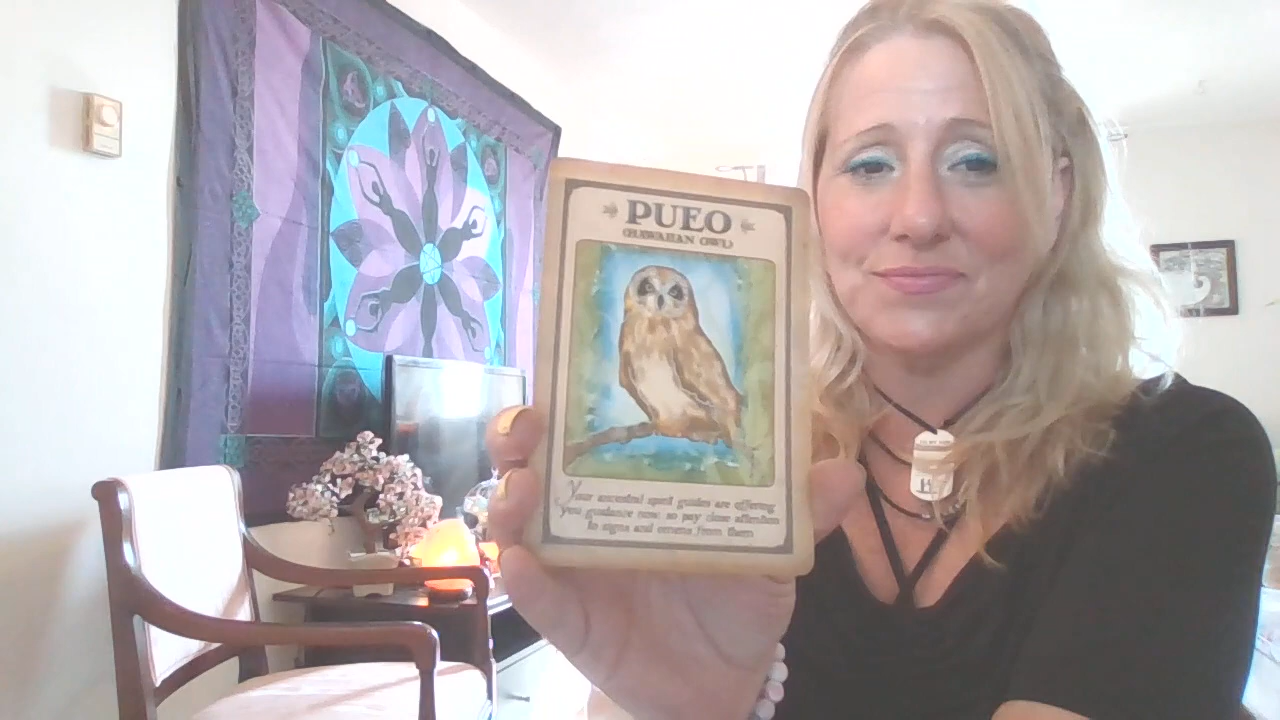 PUEO
(HAWAIIAN OWL)
Your ancestral spirit guides are offering
you guidance now so pay close attention
to signs and omens from them